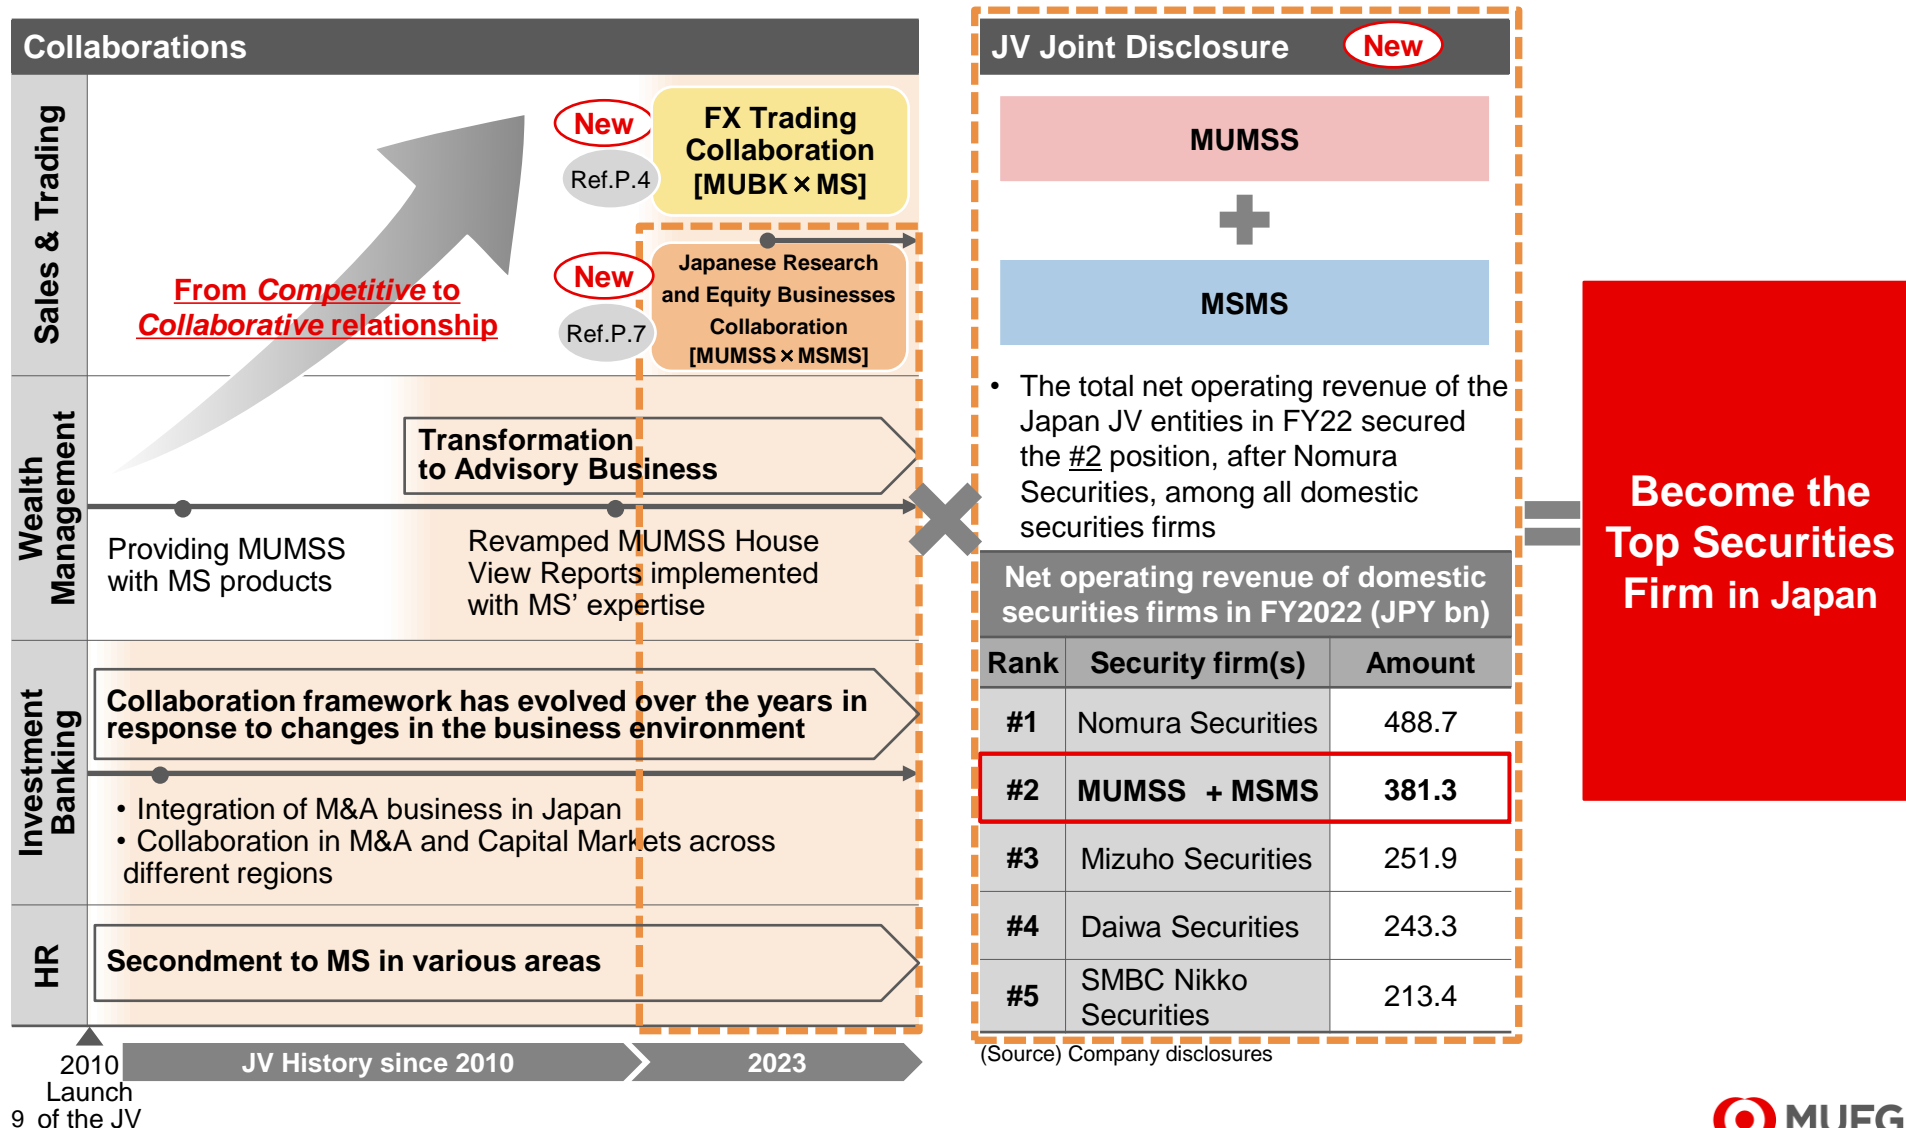 Collaborations
Sales & Trading
New
Ref.P.4
FX Trading
Collaboration
[MUBK×MS]
From Competitive to
Collaborative relationship
New
Ref.P.7
Japanese Research
and Equity Businesses
Collaboration
[MUMSS×MSMS]
Wealth
Management
Transformation
to Advisory Business
Providing MUMSS
with MS products
Revamped MUMSS House
View Reports implemented
with MS’ expertise
Investment
Banking
Collaboration framework has evolved over the years in
response to changes in the business environment
• Integration of M&A business in Japan
• Collaboration in M&A and Capital Markets across
different regions
HR
Secondment to MS in various areas
2010
Launch
of the JV
JV History since 2010
2023
JV Joint Disclosure
New
MUMSS
MSMS
• The total net operating revenue of the
Japan JV entities in FY22 secured
the #2 position, after Nomura
Securities, among all domestic
securities firms
Net operating revenue of domestic
securities firms in FY2022 (JPY bn)
Rank Security firm(s) Amount
#1 Nomura Securities 488.7
#2 MUMSS + MSMS 381.3
#3 Mizuho Securities 251.9
#4 Daiwa Securities 243.3
#5 SMBC Nikko
Securities 213.4
(Source) Company disclosures
Become the
Top Securities
Firm in Japan
9
MUFG